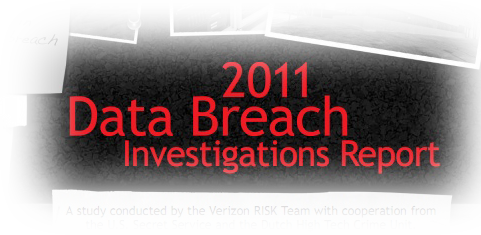 2011
Data Breach
Investigations Report
A study conducted by the Verizon RISK Team with cooperation from